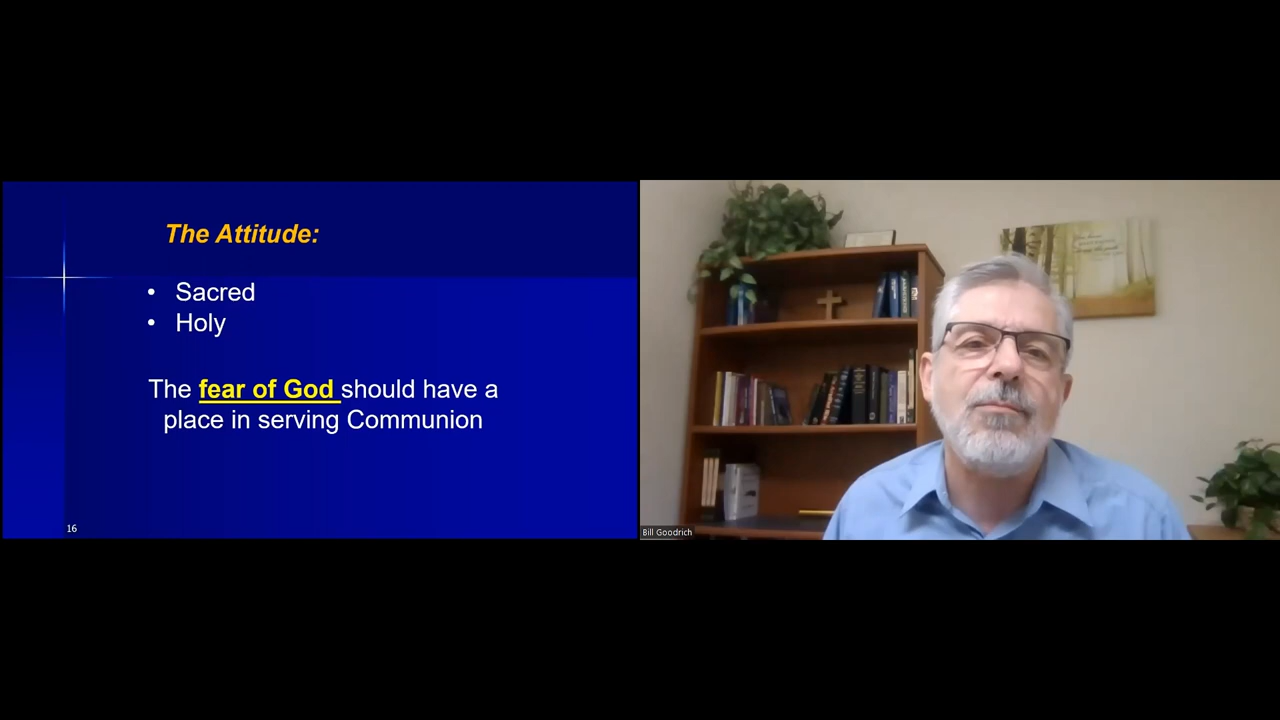 The Attitude:
• Sacred
• Holy
The fear of God should have a
place in serving Communion
16
Bill Goodrich